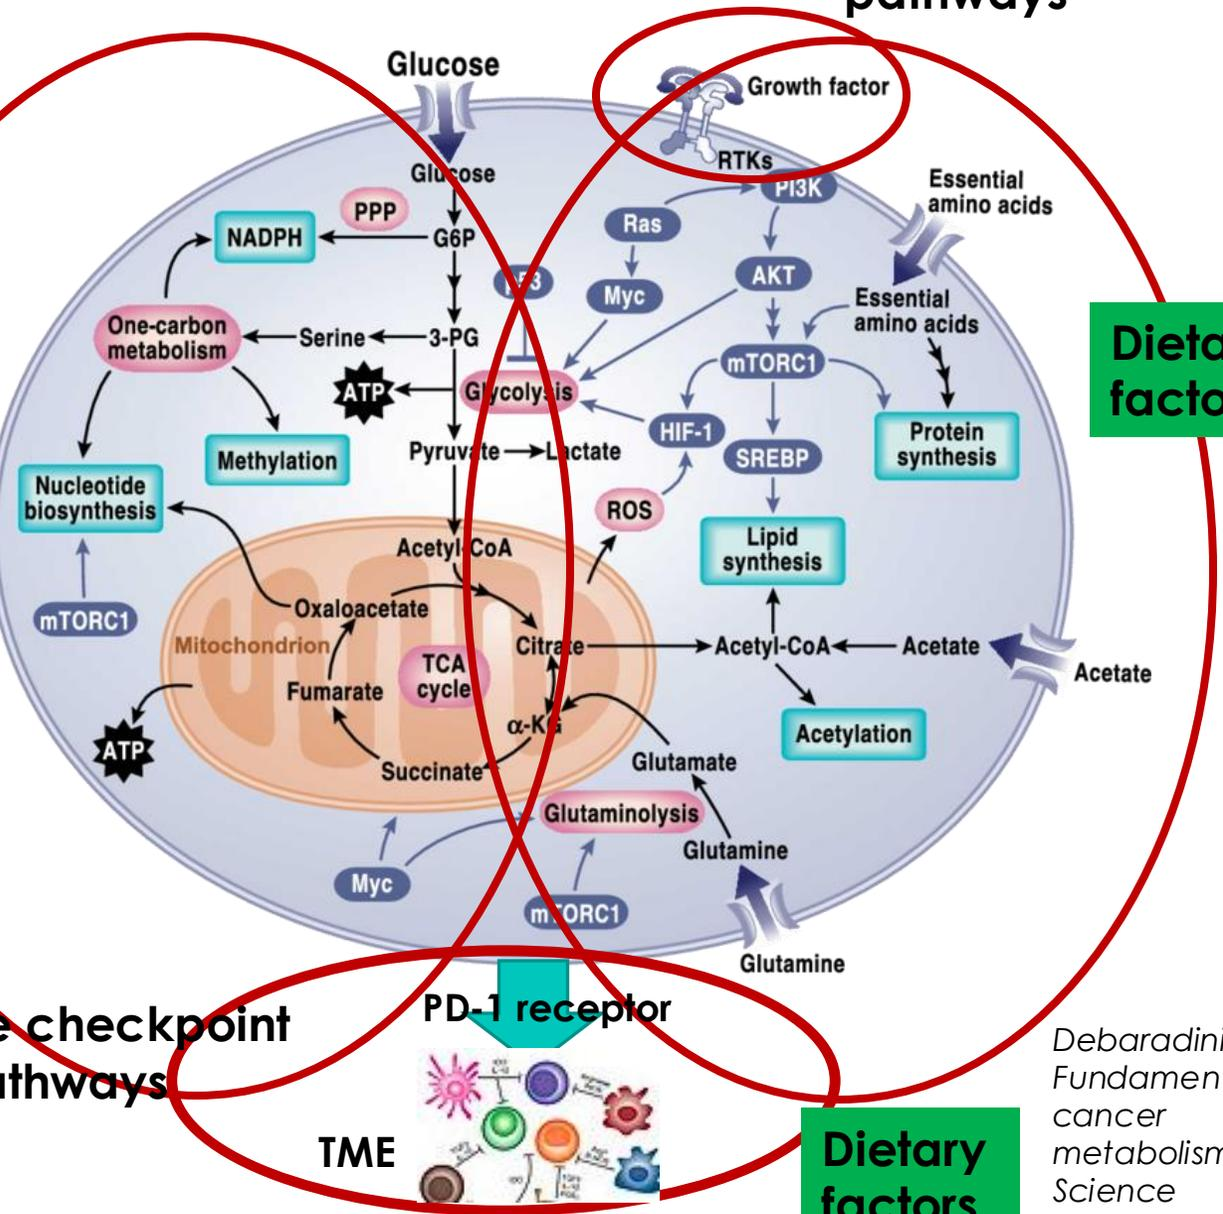 pathways
Glucose
Growth factor
RTKs
Glucose
PI3K
Essential
amino acids
PPP
Ras
NADPH
G6P
AKT
p53
Myc
Essential
amino acids
One-carbon
metabolism
Serine
3-PG
mTORC1
Dieta
facto
ATP
Glycolysis
HIF-1
Protein
synthesis
Pyruvate
Lactate
Methylation
SREBP
Nucleotide
biosynthesis
ROS
Lipid
synthesis
Acetyl-CoA
mTORC1
Oxaloacetate
Mitochondrion
Citrate
Acetyl-CoA
Acetate
Acetate
TCA
cycle
Fumarate
α-KG
ATP
Acetylation
Succinate
Glutamate
Glutaminolysis
Glutamine
Myc
mTORC1
Glutamine
PD-1 receptor
e checkpoint
athways
TME
Dietary
factors
Debaradini
Fundamen
cancer
metabolism
Science